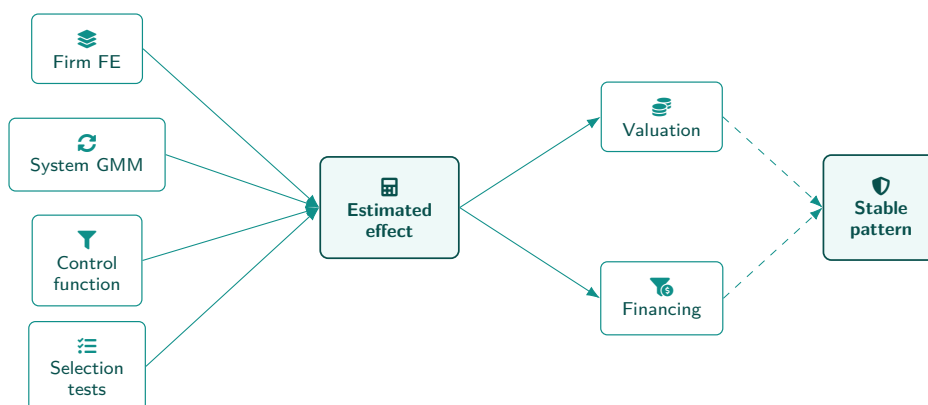 Firm FE
System GMM
Control
function
Selection
tests
Estimated
effect
Valuation
Financing
Stable
pattern